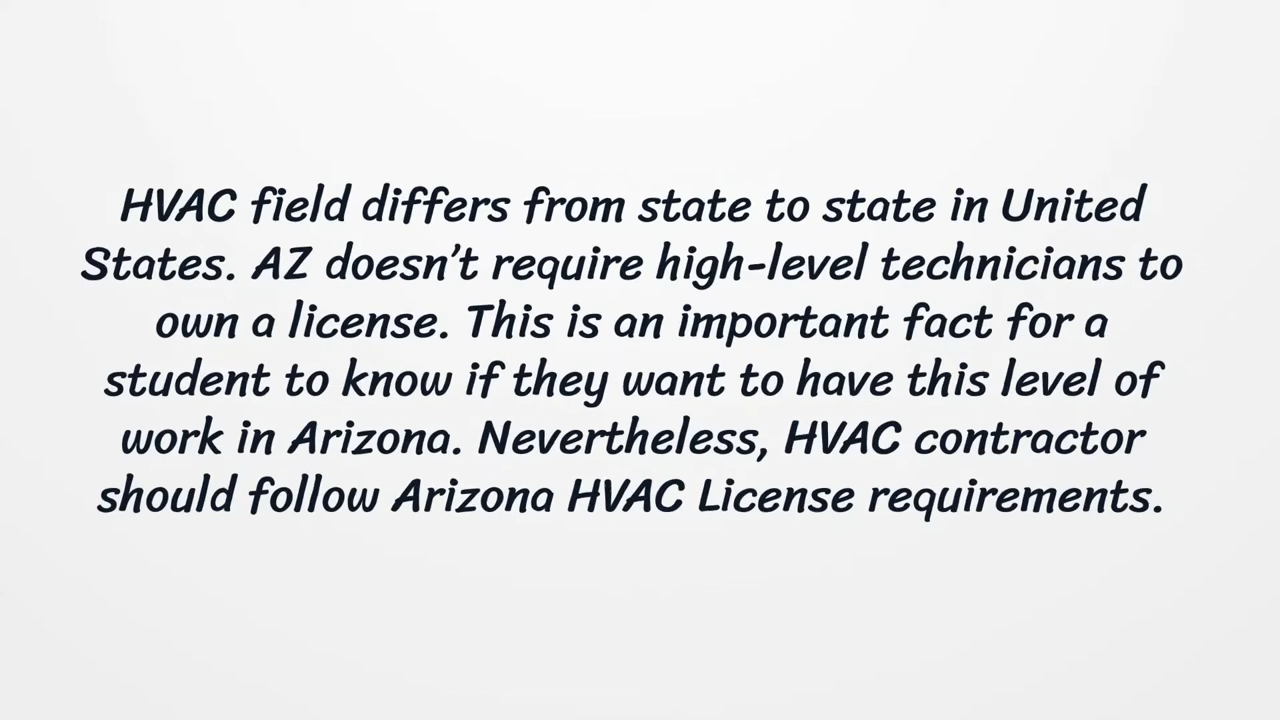 HVAC field differs from state to state in United
States. AZ doesn't require high-level technicians to
own a license. This is an important fact for a
student to know if they want to have this level of
work in Arizona. Nevertheless, HVAC contractor
should follow Arizona HVAC License requirements.